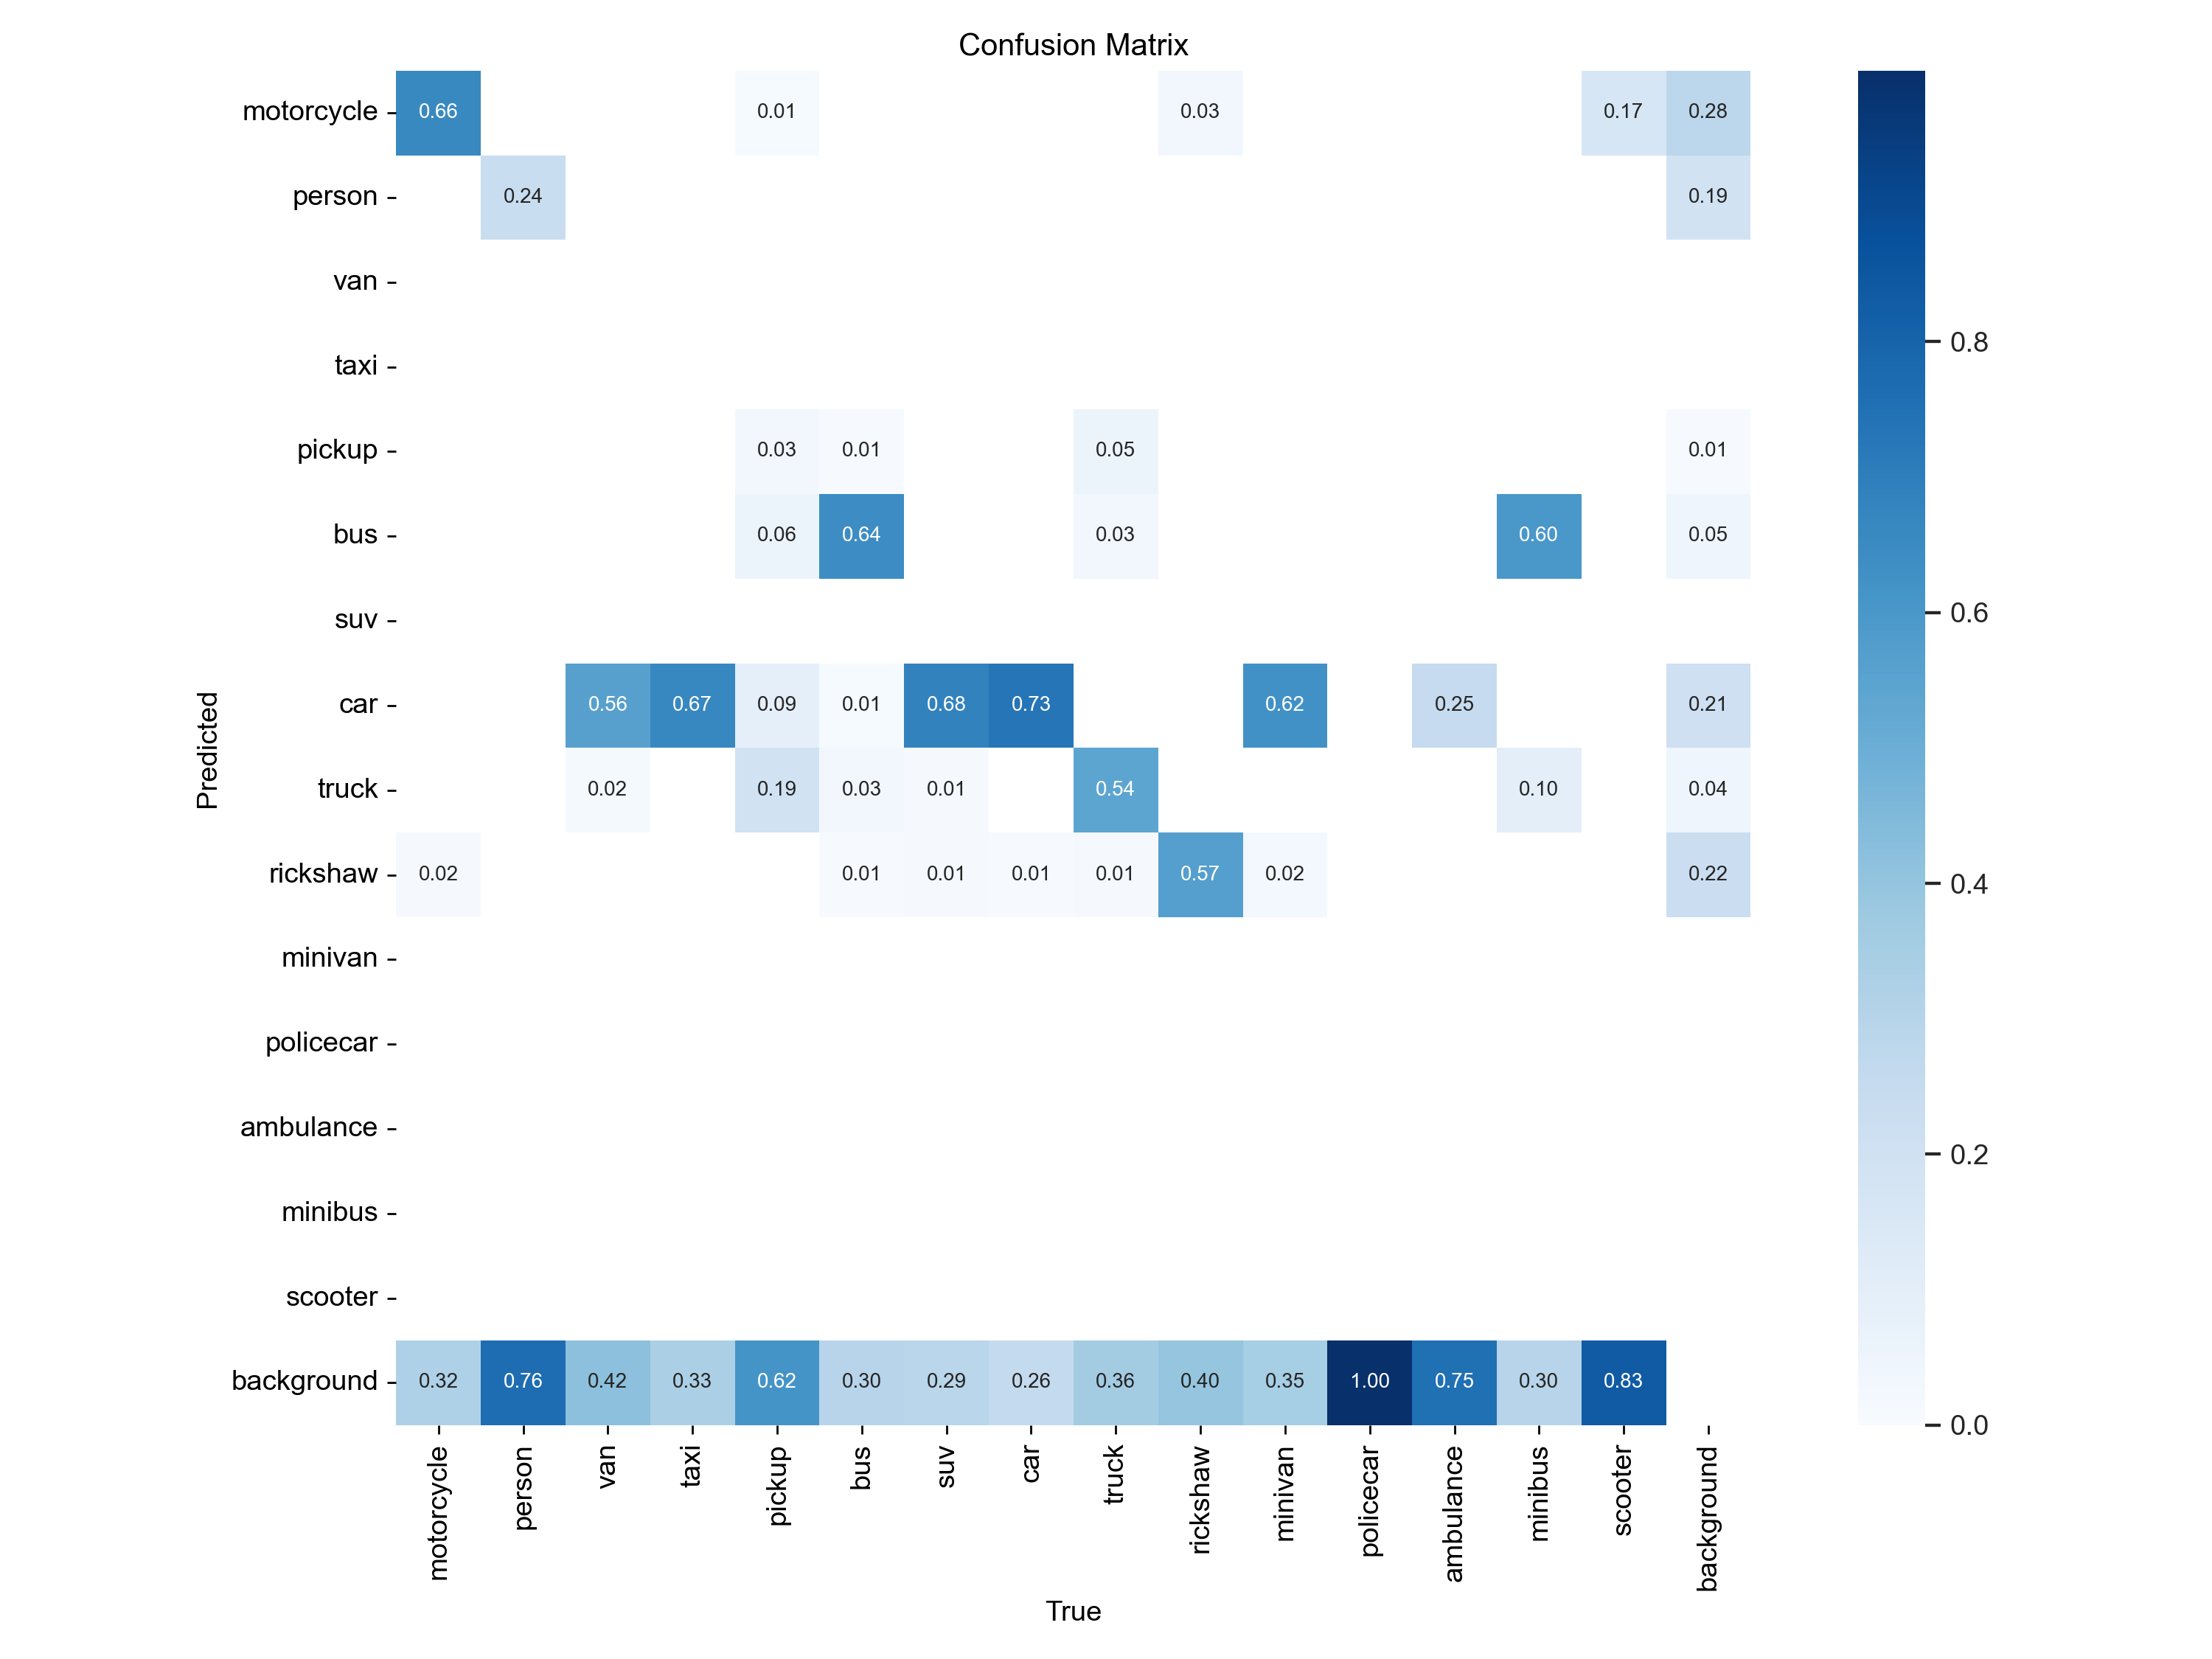 Confusion Matrix
motorcycle 0.66 0.01 0.03 0.17 0.28
person 0.24 0.19
van
taxi
0.8
pickup 0.03 0.01 0.05 0.01
bus 0.06 0.64 0.03 0.60 0.05
suv
0.6
car 0.56 0.67 0.09 0.01 0.68 0.73 0.62 0.25 0.21
Predicted
truck 0.02 0.19 0.03 0.01 0.54 0.10 0.04
rickshaw 0.02 0.01 0.01 0.01 0.01 0.57 0.02 0.22
0.4
minivan
policecar
ambulance
0.2
minibus
scooter
background 0.32 0.76 0.42 0.33 0.62 0.30 0.29 0.26 0.36 0.40 0.35 1.00 0.75 0.30 0.83
0.0
motorcycle person van taxi pickup bus suv car truck rickshaw minivan policecar ambulance minibus scooter background
True